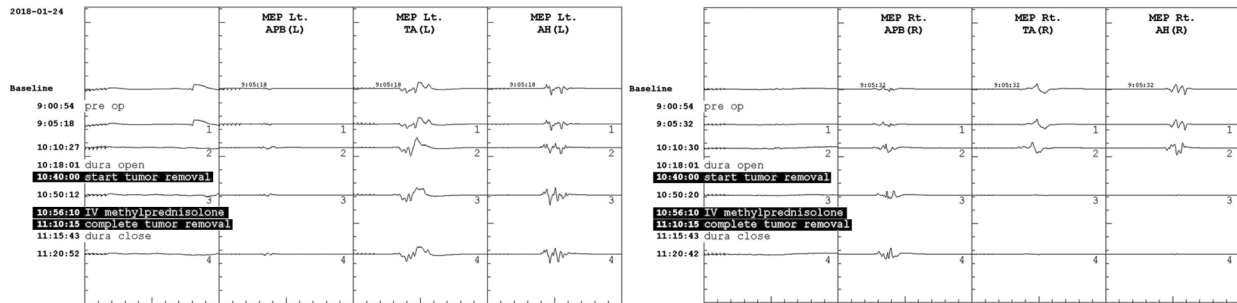 2018-01-24
MEP Lt. APB(L)
MEP Lt. TA(L)
MEP Lt. AH(L)
Baseline
9:05:18
9:05:18
9:05:18
9:00:54 pre op
9:05:18 1 1 1 1
10:10:27 2 2 2 2
10:18:01 dura open
10:40:00 start tumor removal
10:50:12 3 3 3 3
10:56:10 IV methylprednisolone
11:10:15 complete tumor removal
11:15:43 dura close
11:20:52 4 4 4 4
MEP Rt. APB(R)
MEP Rt. TA(R)
MEP Rt. AH(R)
Baseline
9:05:32
9:05:32
9:05:32
9:00:54 pre op
9:05:32 1 1 1 1
10:10:30 2 2 2 2
10:18:01 dura open
10:40:00 start tumor removal
10:50:20 3 3 3 3
10:56:10 IV methylprednisolone
11:10:15 complete tumor removal
11:15:43 dura close
11:20:42 4 4 4 4